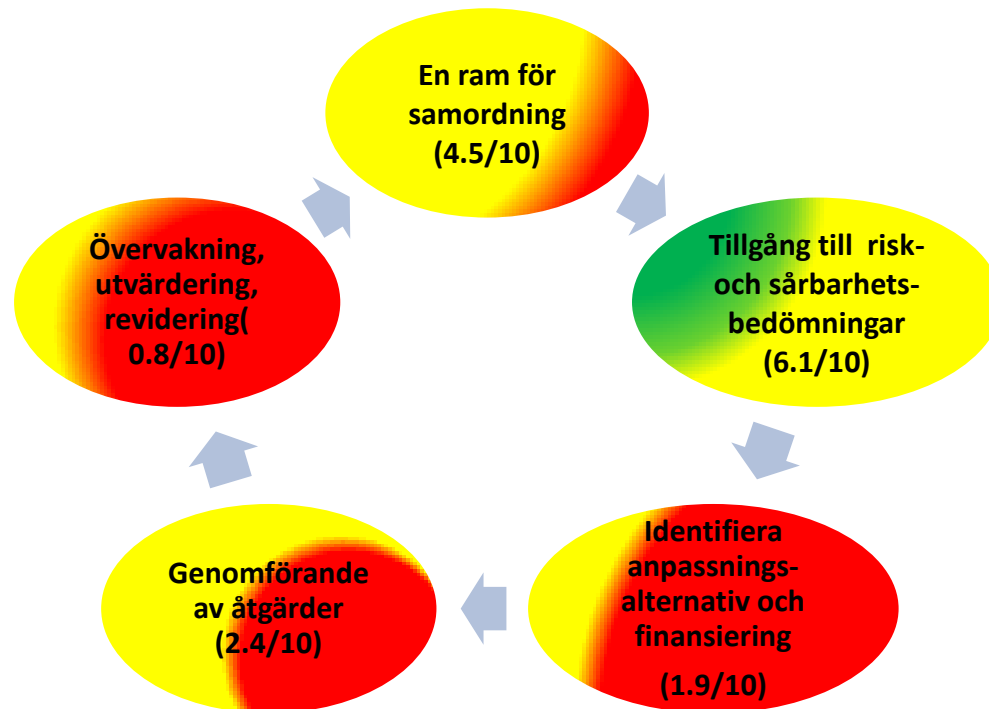 En ram för
samordning
(4.5/10)
Tillgång till risk-
och sårbarhets-
bedömningar
(6.1/10)
Identifiera
anpassnings-
alternativ och
finansiering
(1.9/10)
Genomförande
av åtgärder
(2.4/10)
Övervakning,
utvärdering,
revidering(
0.8/10)